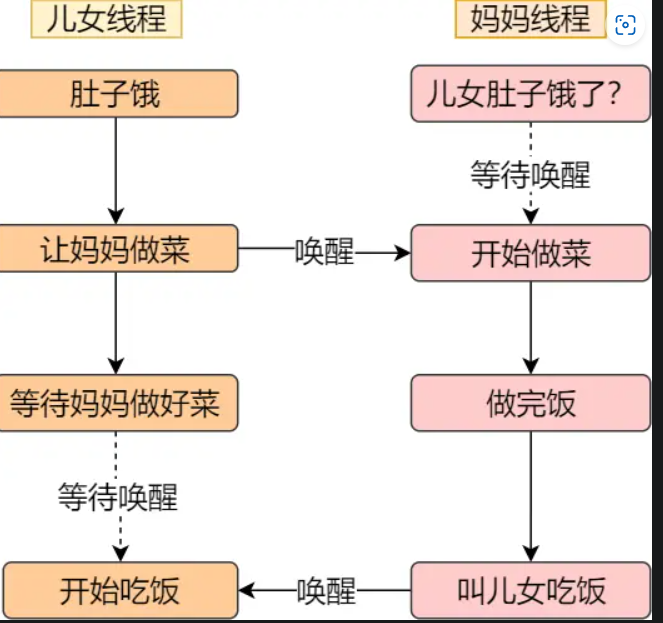 儿女线程
妈妈线程
肚子饿
儿女肚子饿了?
等待唤醒
让妈妈做菜
唤醒
开始做菜
等待妈妈做好菜
做完饭
等待唤醒
开始吃饭
唤醒
叫儿女吃饭